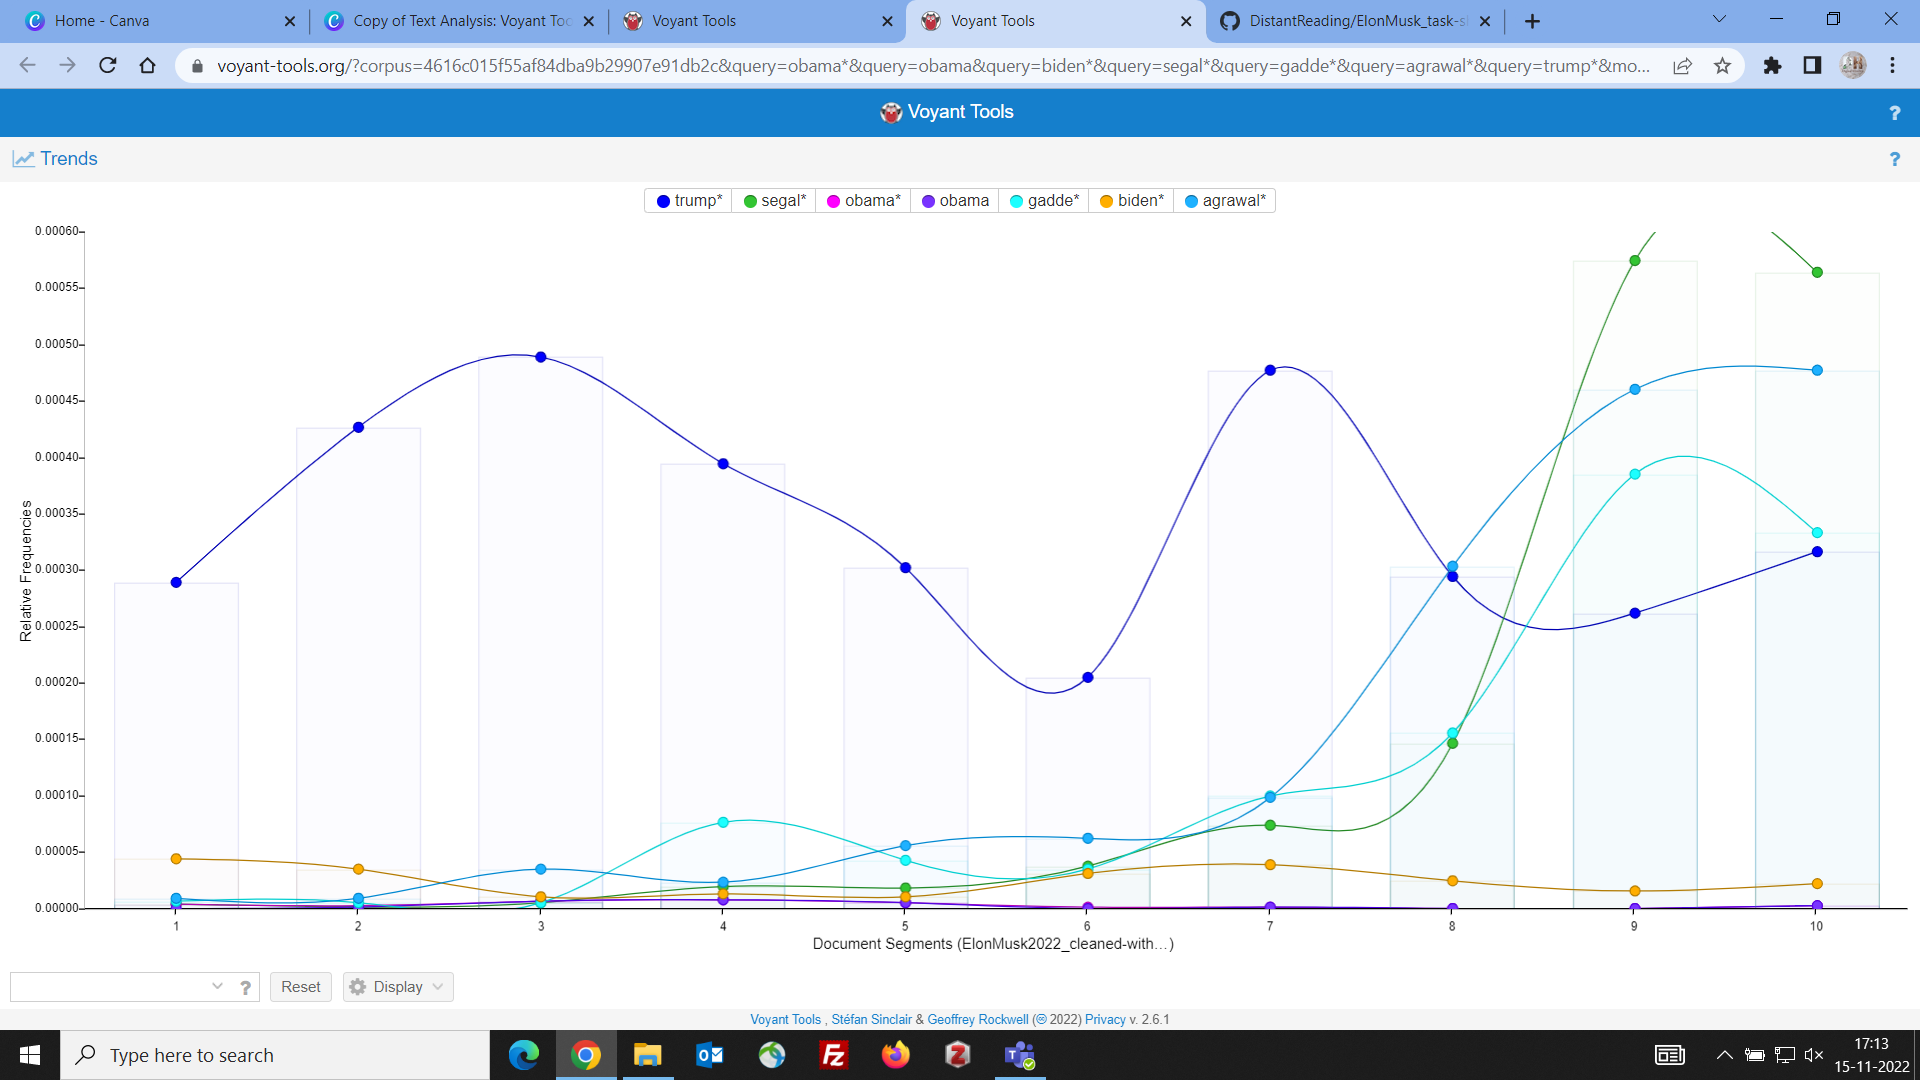 Home - Canva
Copy of Text Analysis: Voyant Too
Voyant Tools
Voyant Tools
DistantReading/ElonMusk_task-s
voyant-tools.org/?corpus=4616c015f55af84dba9b29907e91db2c&query=obama*&query=obama&query=biden*&query=segal*&query=gadde*&query=agrawal*&query=trump*&mo...
Voyant Tools
?
Trends
?
trump* segal* obama* obama gadde* biden* agrawal*
0.00060
0.00055
0.00050
0.00045
0.00040
0.00035
0.00030
0.00025
0.00020
0.00015
0.00010
0.00005
0.00000
Relative Frequencies
1 2 3 4 5 6 7 8 9 10
Document Segments (ElonMusk2022_cleaned-with...)
? Reset Display
Voyant Tools , Stéfan Sinclair & Geoffrey Rockwell (🅭 2022) Privacy v. 2.6.1
Type here to search
17:13
15-11-2022